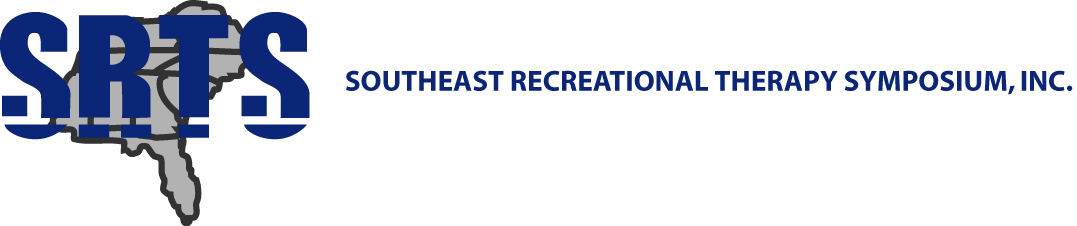 SRTS
SOUTHEAST RECREATIONAL THERAPY SYMPOSIUM, INC.